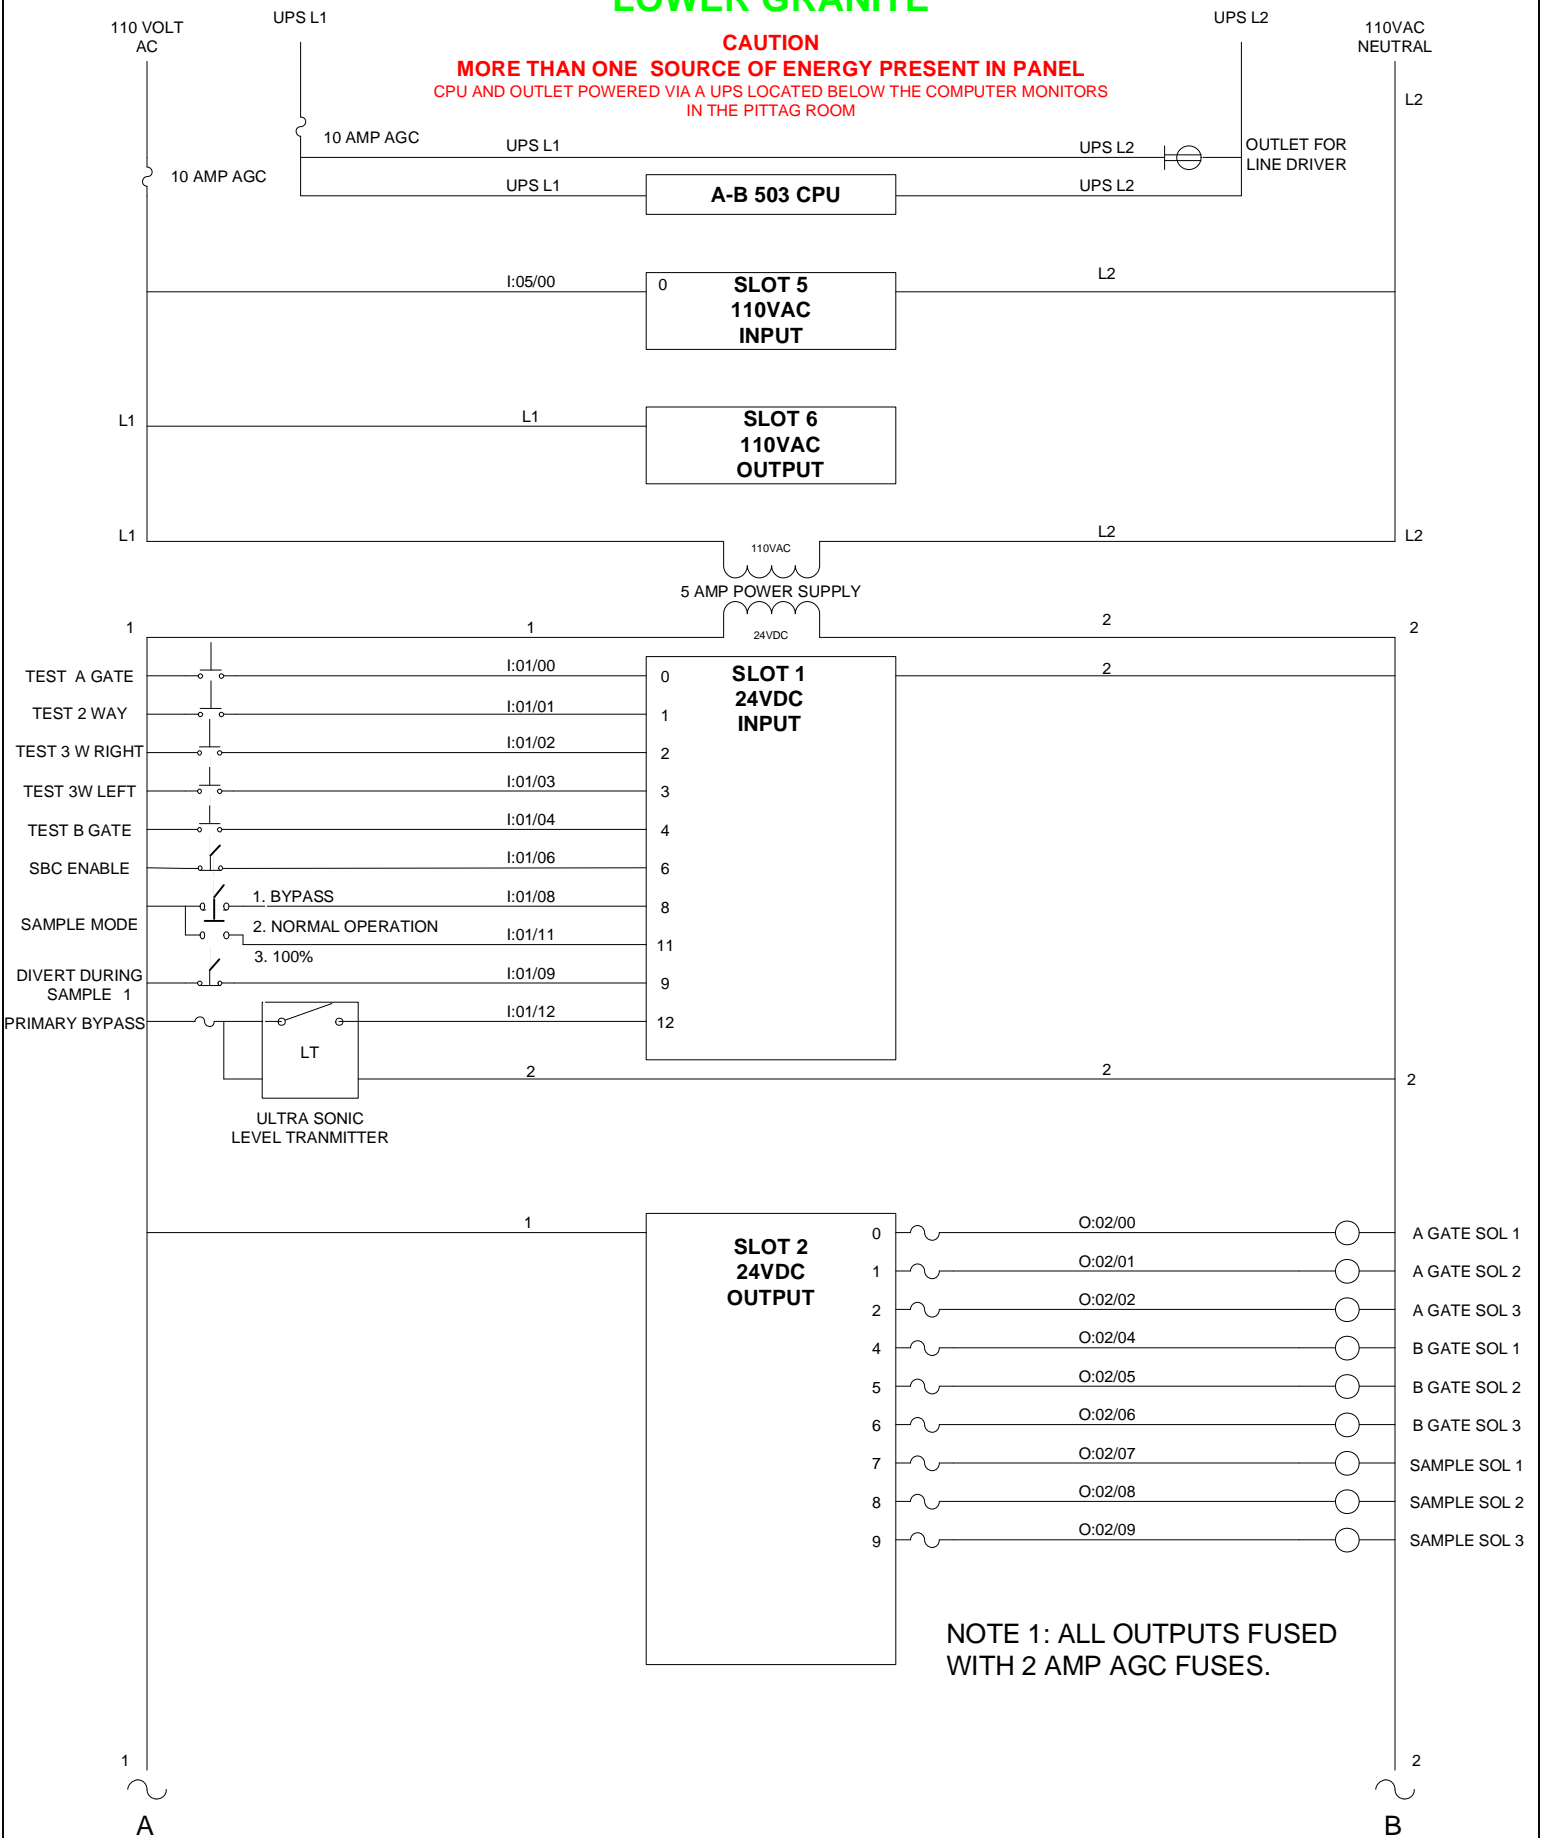 LOWER GRANITE
110 VOLT
AC
UPS L1
UPS L2
110VAC
NEUTRAL
CAUTION
MORE THAN ONE SOURCE OF ENERGY PRESENT IN PANEL
CPU AND OUTLET POWERED VIA A UPS LOCATED BELOW THE COMPUTER MONITORS
IN THE PITTAG ROOM
L2
10 AMP AGC
UPS L1
UPS L2
OUTLET FOR
LINE DRIVER
10 AMP AGC
UPS L1
A-B 503 CPU
UPS L2
I:05/00
0
SLOT 5
110VAC
INPUT
L2
L1
L1
SLOT 6
110VAC
OUTPUT
L1
110VAC
L2
L2
5 AMP POWER SUPPLY
1
1
24VDC
2
2
TEST A GATE
I:01/00
0
SLOT 1
24VDC
INPUT
2
TEST 2 WAY
I:01/01
1
TEST 3 W RIGHT
I:01/02
2
TEST 3W LEFT
I:01/03
3
TEST B GATE
I:01/04
4
SBC ENABLE
I:01/06
6
SAMPLE MODE
1. BYPASS
I:01/08
8
2. NORMAL OPERATION
I:01/11
11
3. 100%
DIVERT DURING
SAMPLE 1
I:01/09
9
PRIMARY BYPASS
I:01/12
12
LT
2
2
2
ULTRA SONIC
LEVEL TRANMITTER
1
SLOT 2
24VDC
OUTPUT
0
O:02/00
A GATE SOL 1
1
O:02/01
A GATE SOL 2
2
O:02/02
A GATE SOL 3
4
O:02/04
B GATE SOL 1
5
O:02/05
B GATE SOL 2
6
O:02/06
B GATE SOL 3
7
O:02/07
SAMPLE SOL 1
8
O:02/08
SAMPLE SOL 2
9
O:02/09
SAMPLE SOL 3
NOTE 1: ALL OUTPUTS FUSED
WITH 2 AMP AGC FUSES.
1
2
A
B